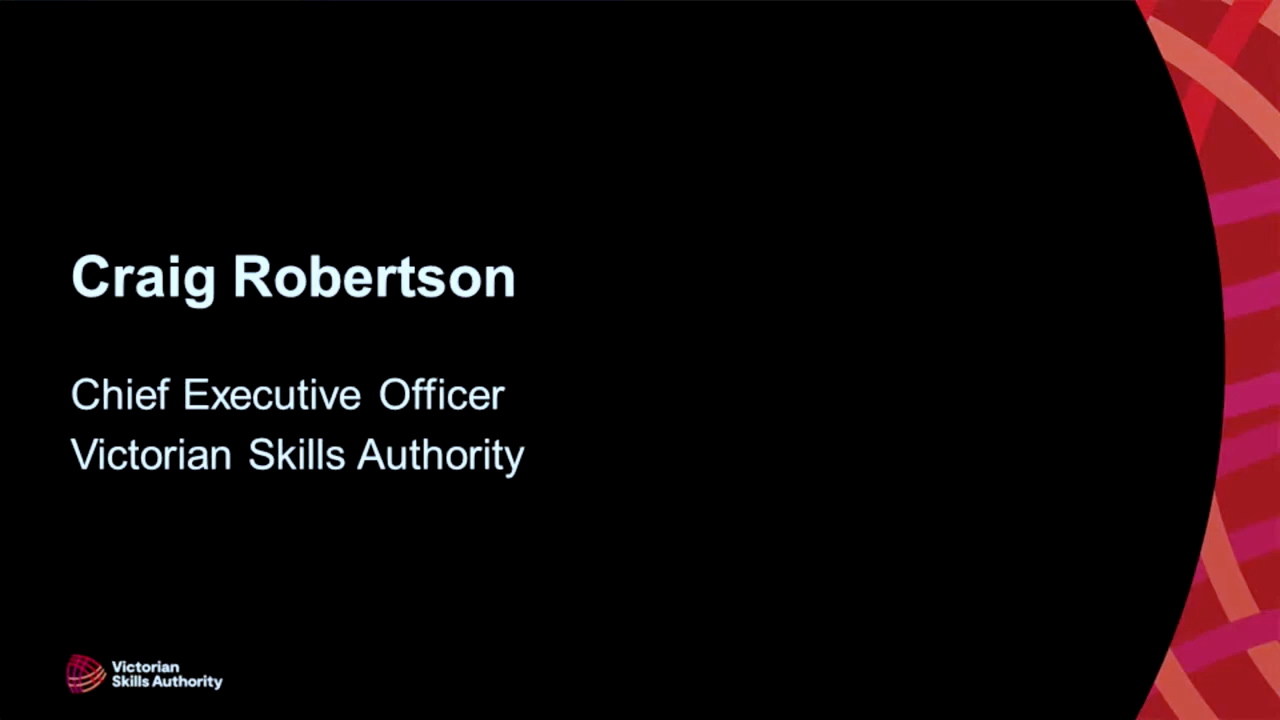 Craig Robertson
Chief Executive Officer
Victorian Skills Authority
Victorian
Skills Authority